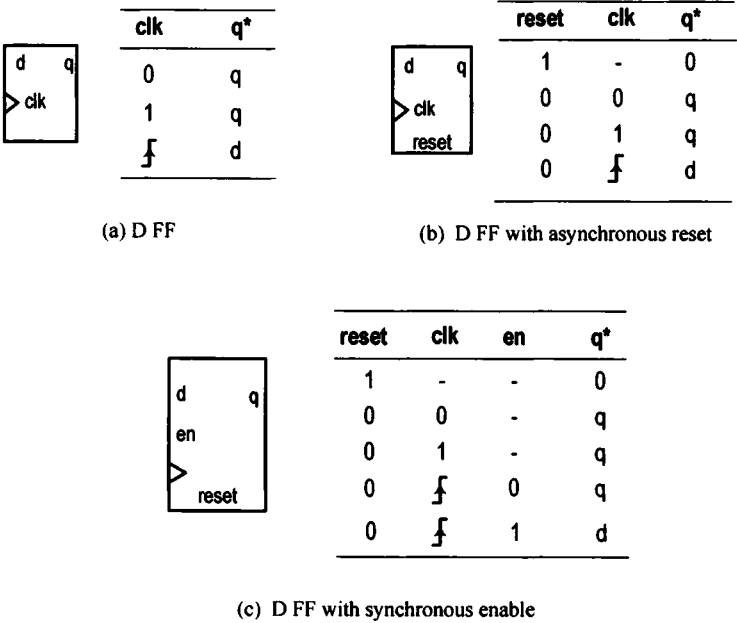 d q
clk
clk q*
0 q
1 q
d
(a) D FF
d q
clk
reset
reset clk q*
1 - 0
0 0 q
0 1 q
0 d
(b) D FF with asynchronous reset
d q
en
reset
reset clk en q*
1 - - 0
0 0 - q
0 1 - q
0 0 q
0 1 d
(c) D FF with synchronous enable